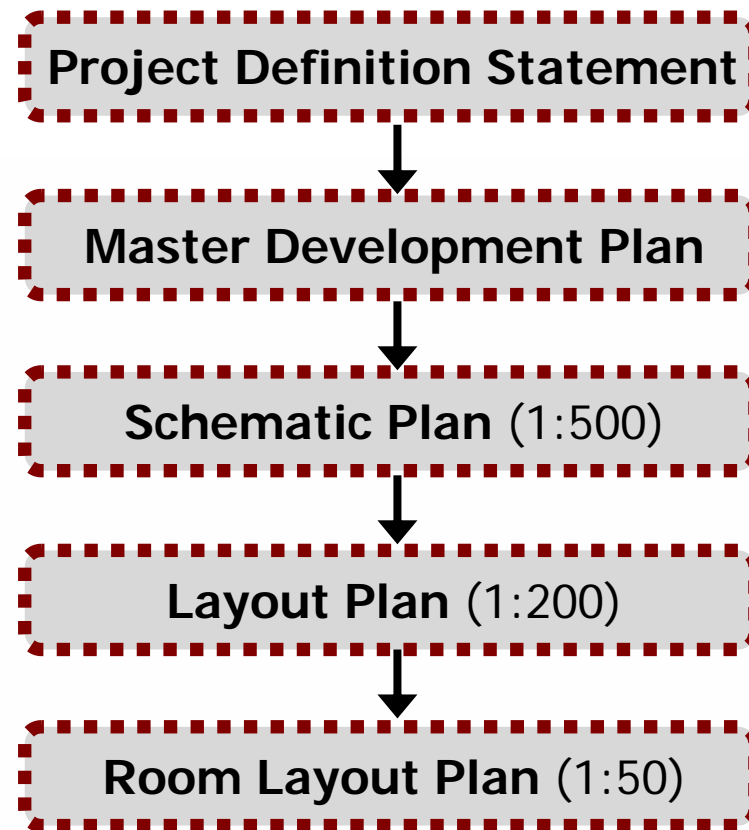 Project Definition Statement
Master Development Plan
Schematic Plan (1:500)
Layout Plan (1:200)
Room Layout Plan (1:50)